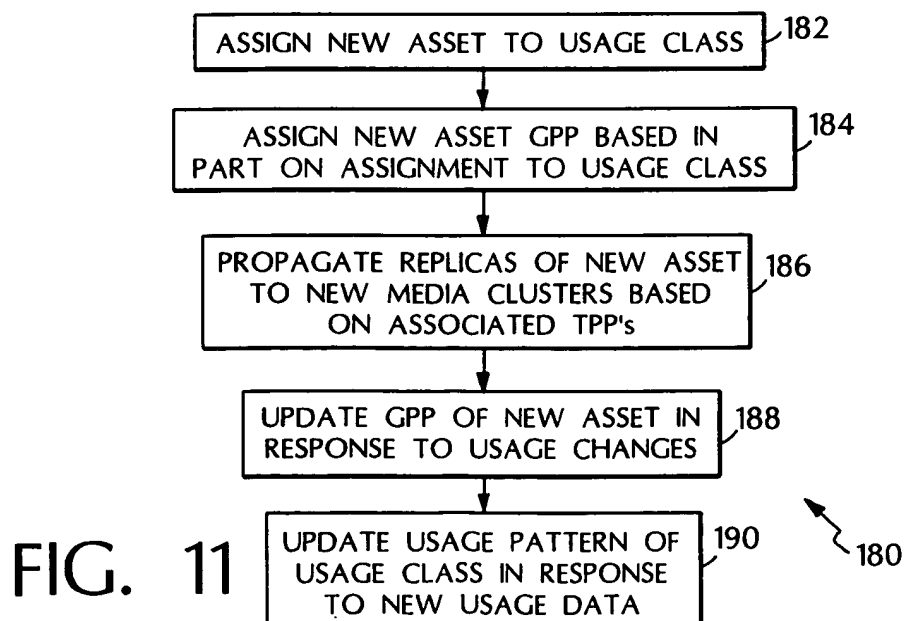 ASSIGN NEW ASSET TO USAGE CLASS
182
ASSIGN NEW ASSET GPP BASED IN
PART ON ASSIGNMENT TO USAGE CLASS
184
PROPAGATE REPLICAS OF NEW ASSET
TO NEW MEDIA CLUSTERS BASED
ON ASSOCIATED TPP's
186
UPDATE GPP OF NEW ASSET IN
RESPONSE TO USAGE CHANGES
188
UPDATE USAGE PATTERN OF
USAGE CLASS IN RESPONSE
TO NEW USAGE DATA
190
180
FIG. 11